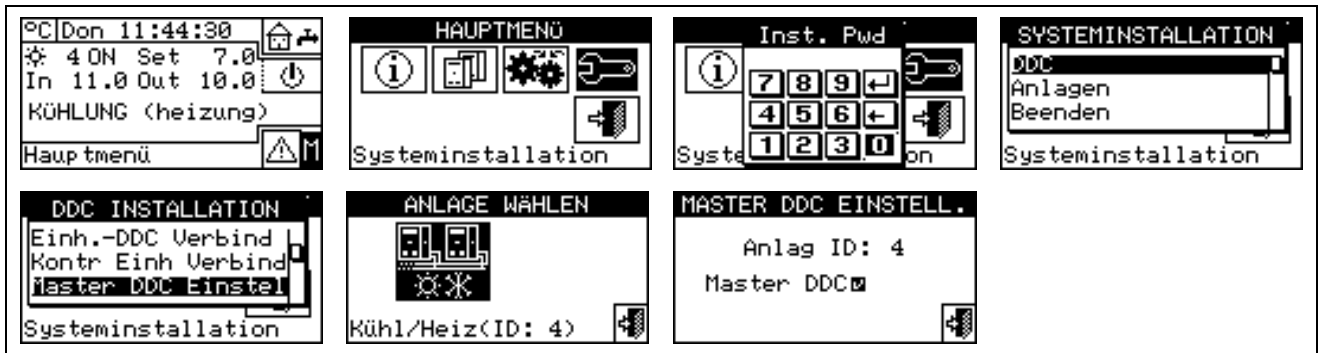 °C Don 11:44:30
4 ON Set 7.0
In 11.0 Out 10.0
KÜHLUNG (heizung)
Haup tmenü M
HAUPTMENÜ
Systeminstallation
Inst. Pwd
7 8 9
4 5 6
1 2 3 0
Syste on
SYSTEMINSTALLATION
DDC
Anlagen
Beenden
Systeminstallation
DDC INSTALLATION
Einh.-DDC Verbind
Kontr Einh Verbind
Master DDC Einstel
Systeminstallation
ANLAGE WÄHLEN
Kühl/Heiz(ID: 4)
MASTER DDC EINSTELL.
Anlag ID: 4
Master DDC